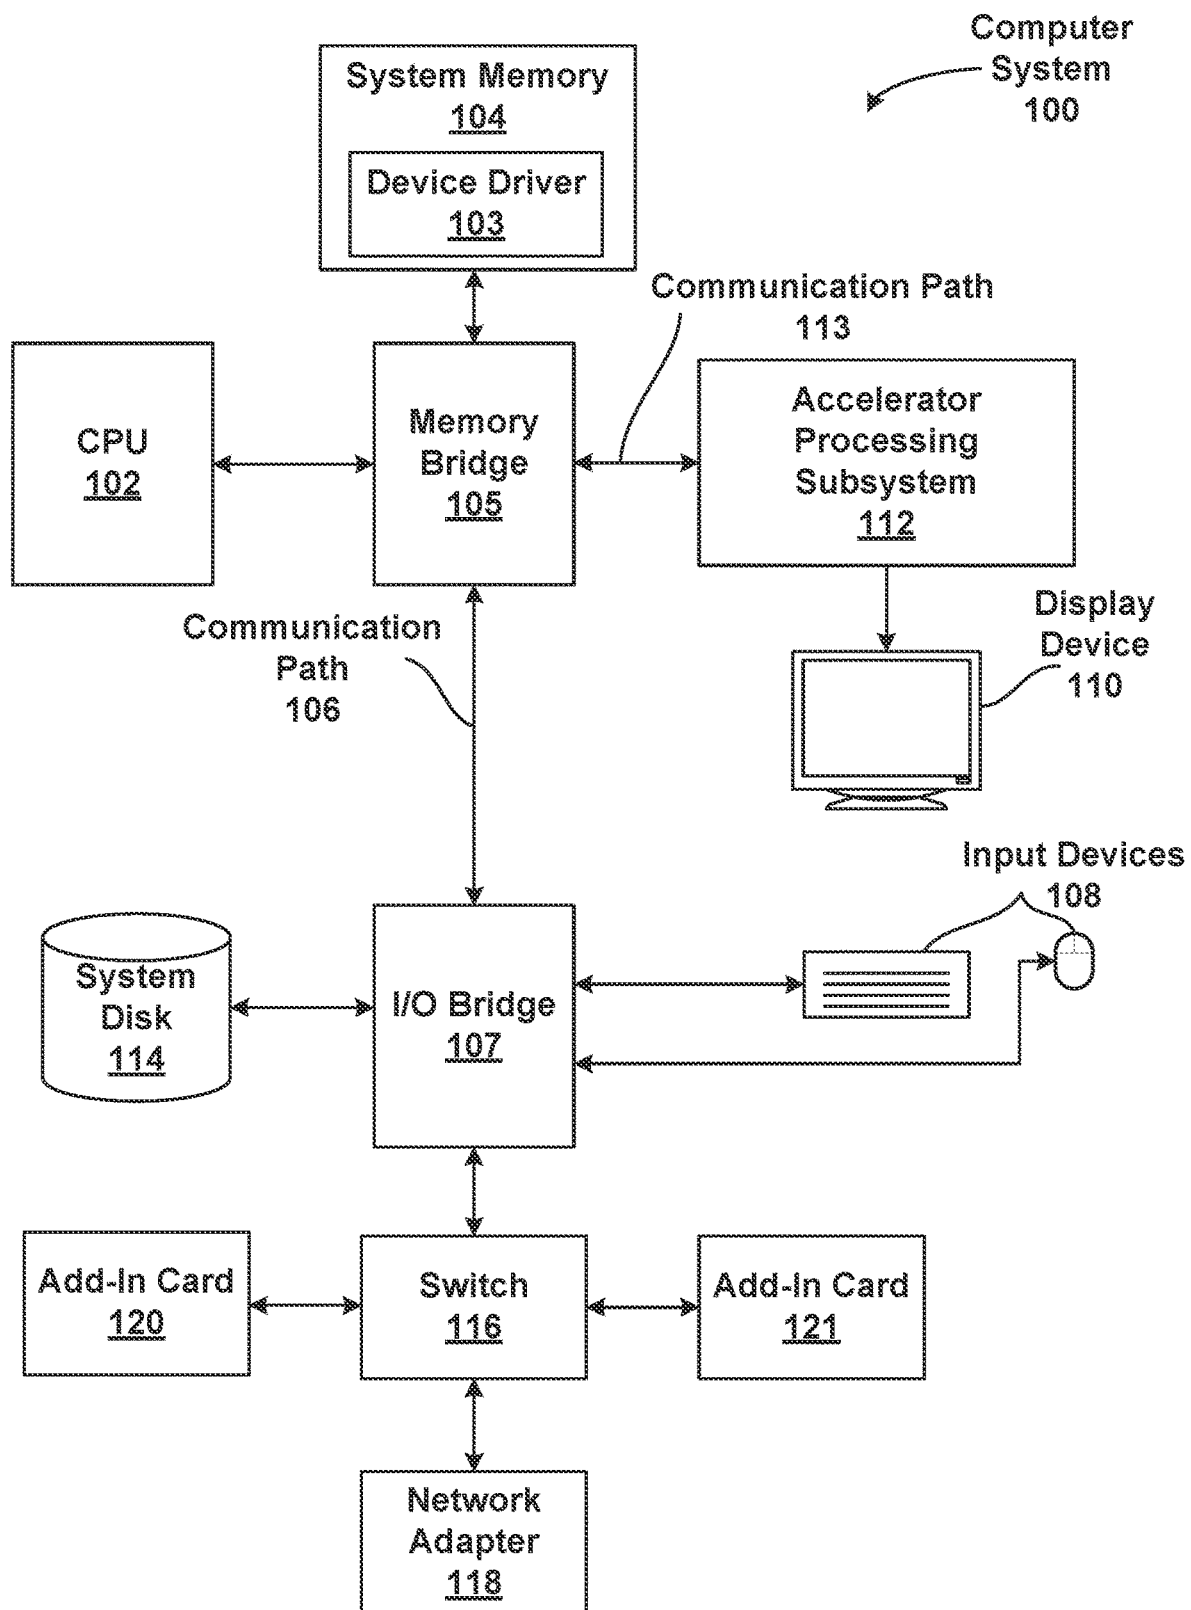 Computer
System
100
System Memory
104
Device Driver
103
Communication Path
113
CPU
102
Memory
Bridge
105
Accelerator
Processing
Subsystem
112
Communication
Path
106
Display
Device
110
Input Devices
108
System
Disk
114
I/O Bridge
107
Add-In Card
120
Switch
116
Add-In Card
121
Network
Adapter
118